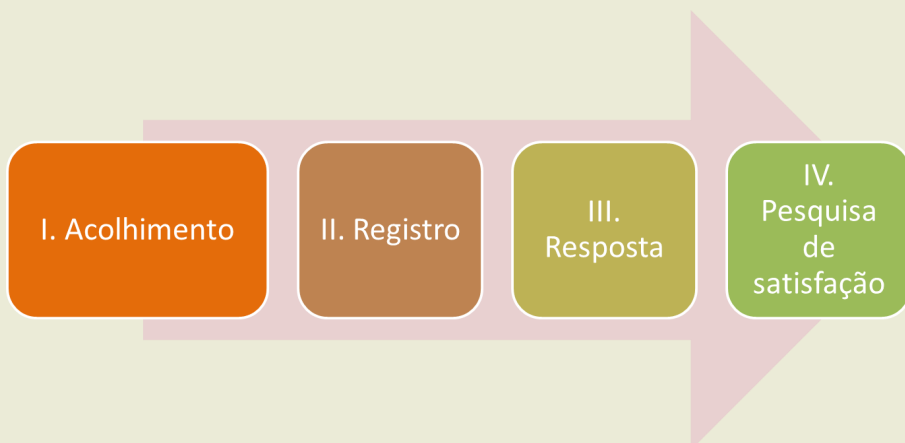 I. Acolhimento
II. Registro
III.
Resposta
IV.
Pesquisa
de
satisfação